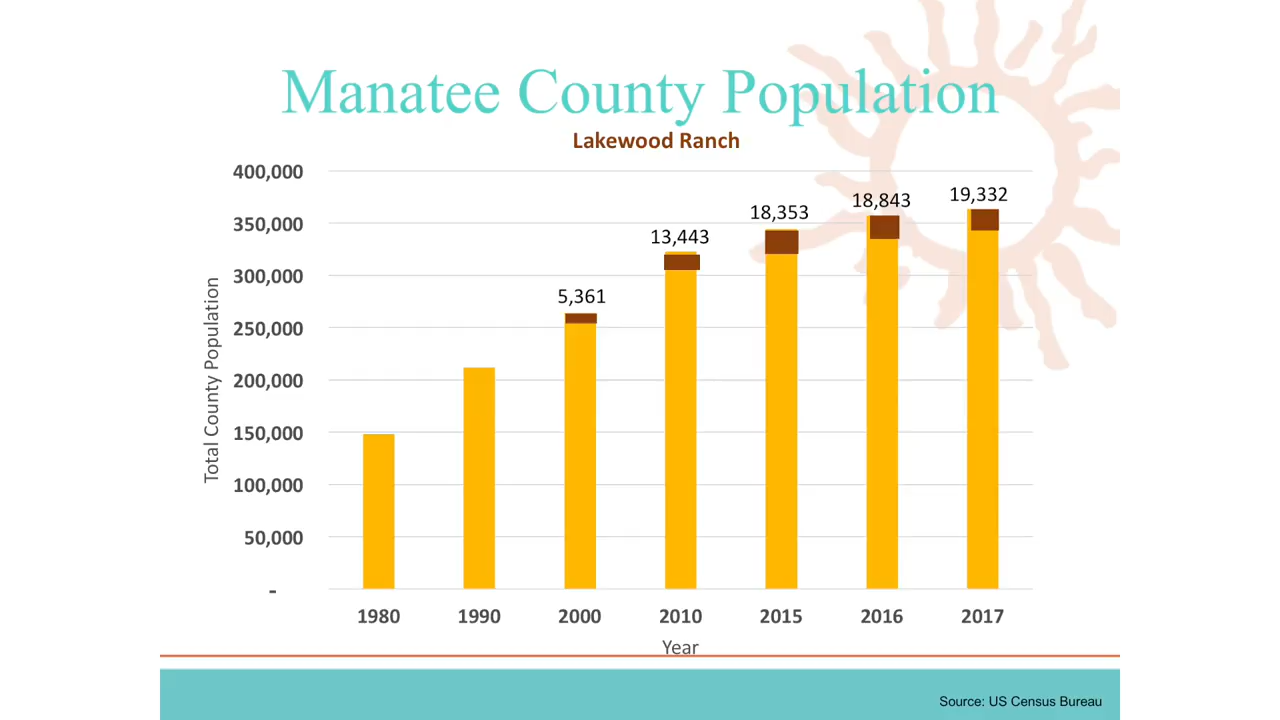 Manatee County Population
Lakewood Ranch
400,000
350,000
300,000
250,000
200,000
150,000
100,000
50,000
-
Total County Population
5,361
13,443
18,353
18,843
19,332
1980 1990 2000 2010 2015 2016 2017
Year
Source: US Census Bureau